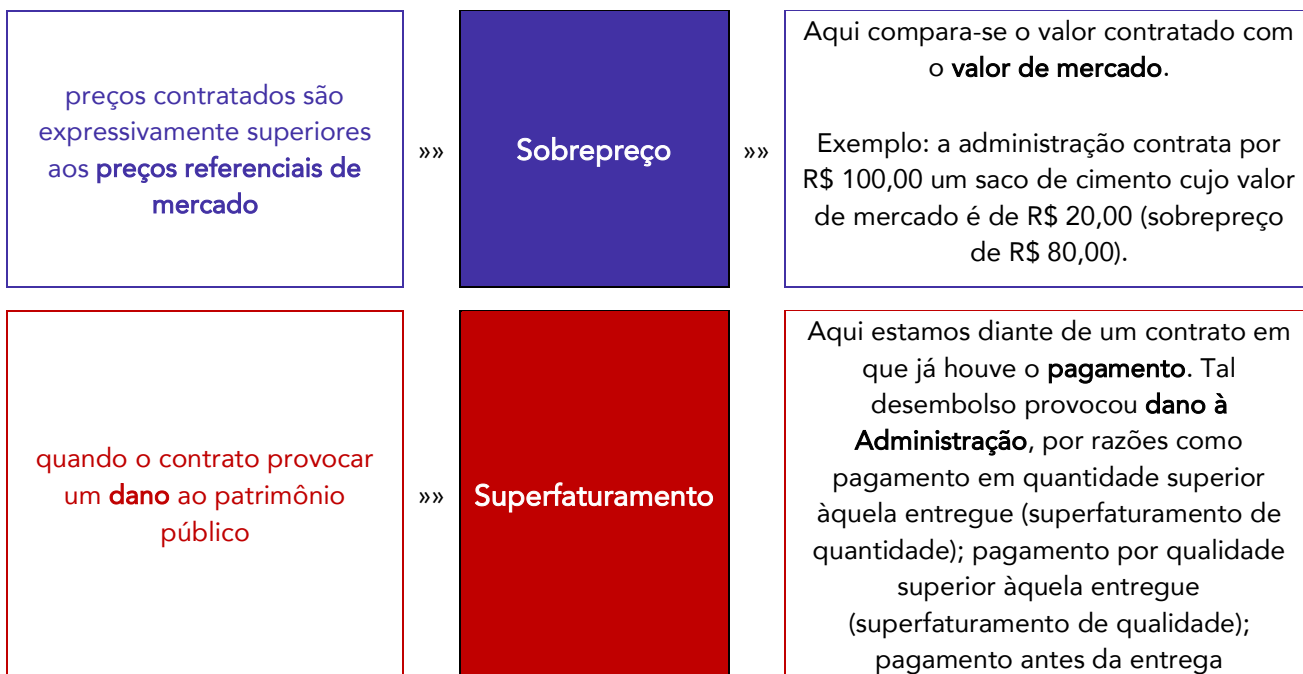 preços contratados são
expressivamente superiores
aos preços referenciais de
mercado
»»
Sobrepreço
»»
Aqui compara-se o valor contratado com
o valor de mercado.
Exemplo: a administração contrata por
R$ 100,00 um saco de cimento cujo valor
de mercado é de R$ 20,00 (sobrepreço
de R$ 80,00).
quando o contrato provocar
um dano ao patrimônio
público
»»
Superfaturamento
»»
Aqui estamos diante de um contrato em
que já houve o pagamento. Tal
desembolso provocou dano à
Administração, por razões como
pagamento em quantidade superior
àquela entregue (superfaturamento de
quantidade); pagamento por qualidade
superior àquela entregue
(superfaturamento de qualidade);
pagamento antes da entrega